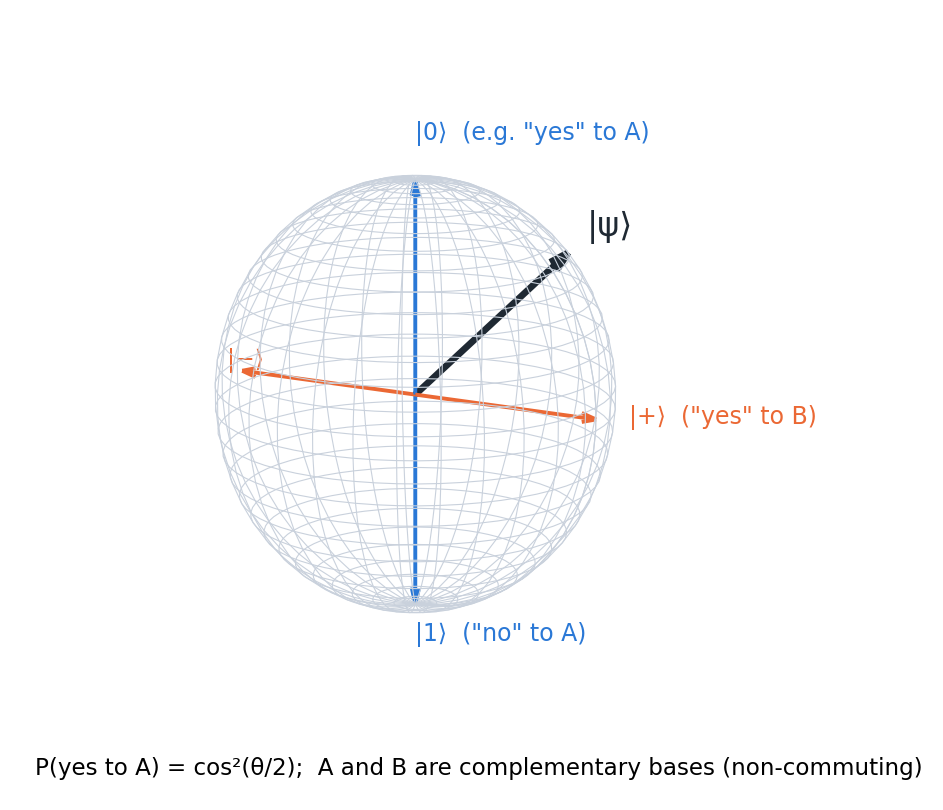 |0⟩  (e.g. "yes" to A)
|ψ⟩
|−⟩
|+⟩  ("yes" to B)
|1⟩  ("no" to A)
P(yes to A) = cos²(θ/2);  A and B are complementary bases (non-commuting)